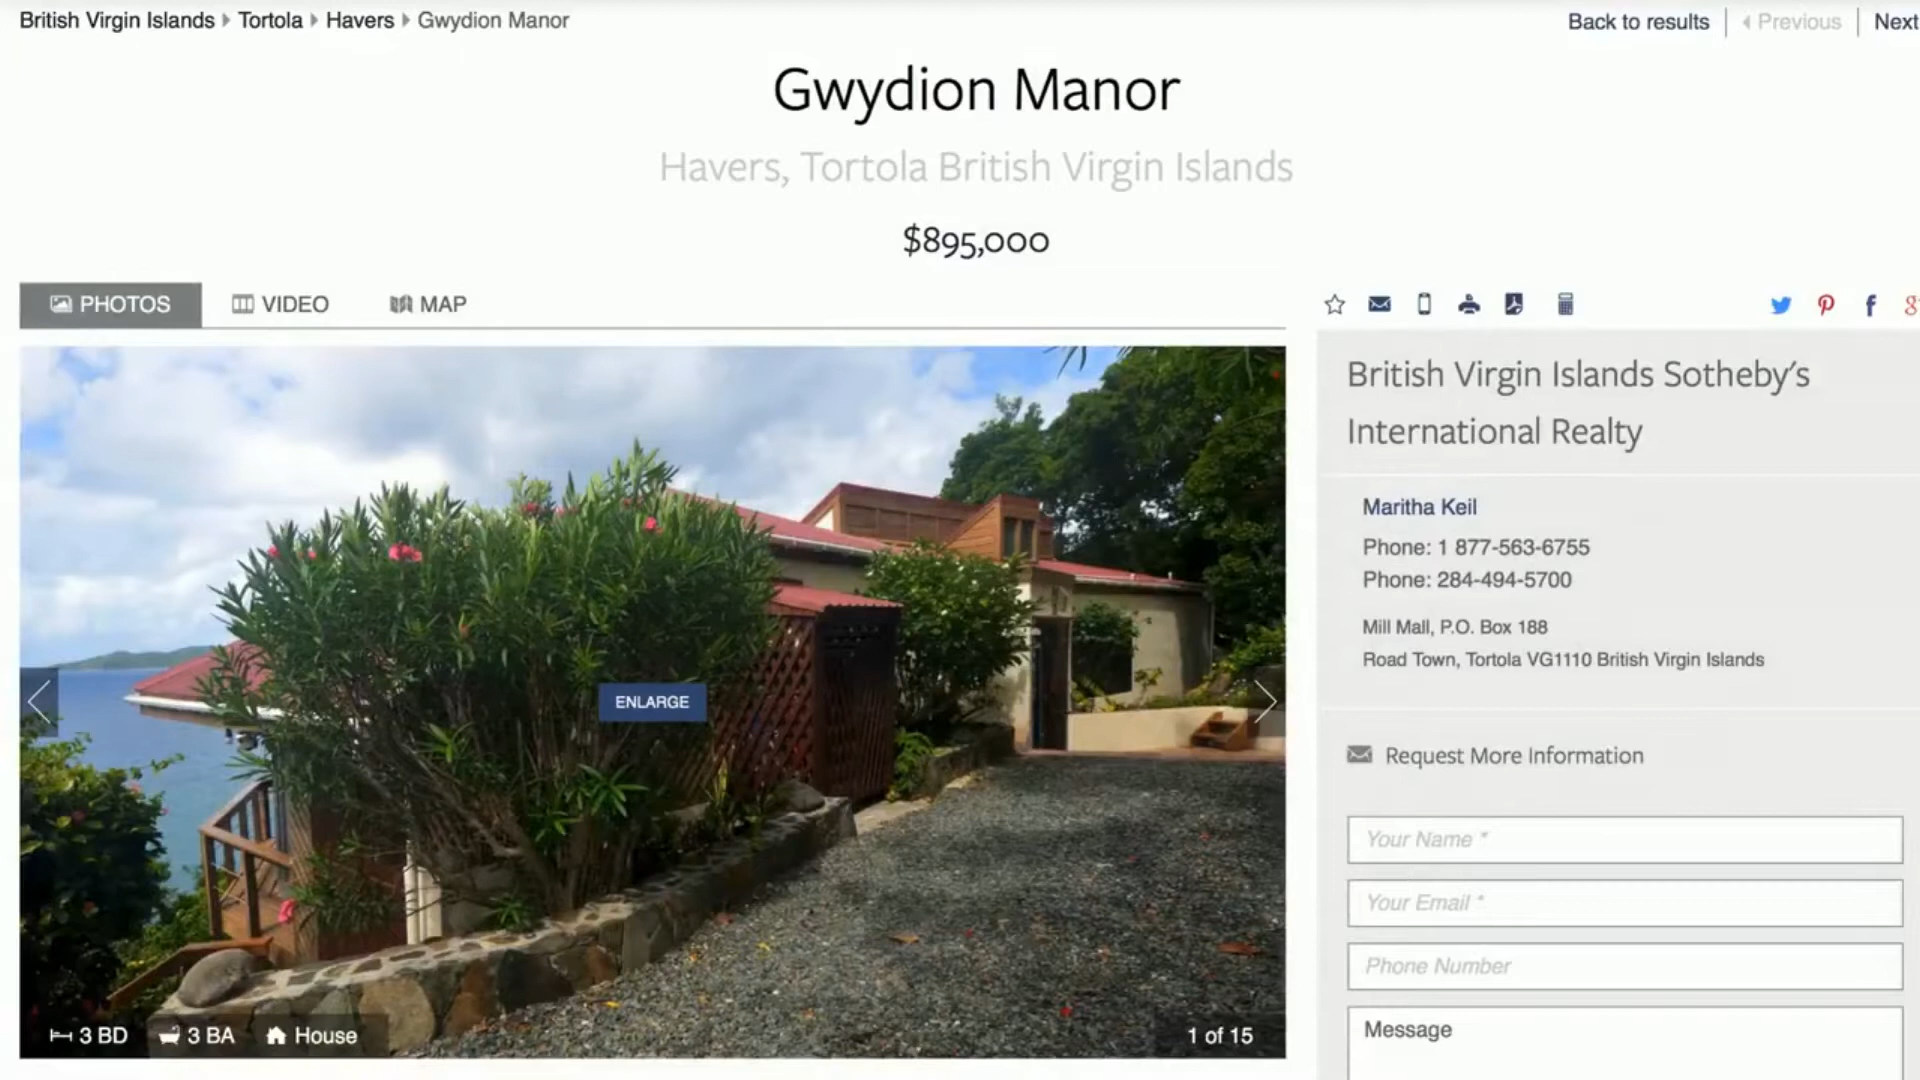 British Virgin Islands Tortola Havers Gwydion Manor
Back to results Previous Next
Gwydion Manor
Havers, Tortola British Virgin Islands
$895,000
PHOTOS VIDEO MAP
British Virgin Islands Sotheby's
International Realty
Maritha Keil
Phone: 1 877-563-6755
Phone: 284-494-5700
Mill Mall, P.O. Box 188
Road Town, Tortola VG1110 British Virgin Islands
ENLARGE
Request More Information
Your Name *
Your Email *
Phone Number
Message
3 BD 3 BA House
1 of 15